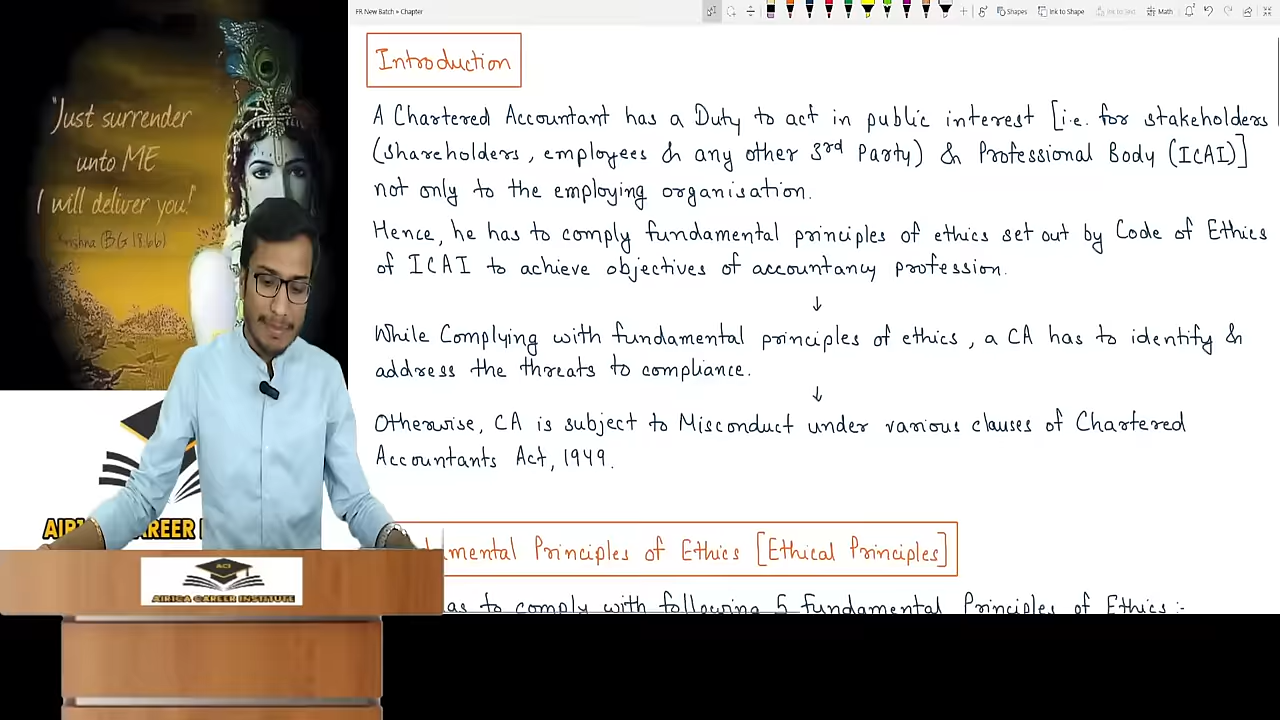 FR New Batch » Chapter
Shapes
Ink to Shape
Ink to Text
Math
"Just surrender
unto ME
I will deliver you!"
Krishna (BG 18:66)
Introduction
A Chartered Accountant has a Duty to act in public interest [i.e. for stakeholders
(shareholders, employees & any other 3rd Party) & Professional Body (ICAI)]
not only to the employing organisation.
Hence, he has to comply fundamental principles of ethics set out by Code of Ethics
of ICAI to achieve objectives of accountancy profession.
↓
While Complying with fundamental principles of ethics, a CA has to identify &
address the threats to compliance.
↓
Otherwise, CA is subject to Misconduct under various clauses of Chartered
Accountants Act, 1949.
damental Principles of Ethics [Ethical Principles]
as to comply with following 5 Fundamental Principles of Ethics :-
ACI
AIRIGA CAREER INSTITUTE